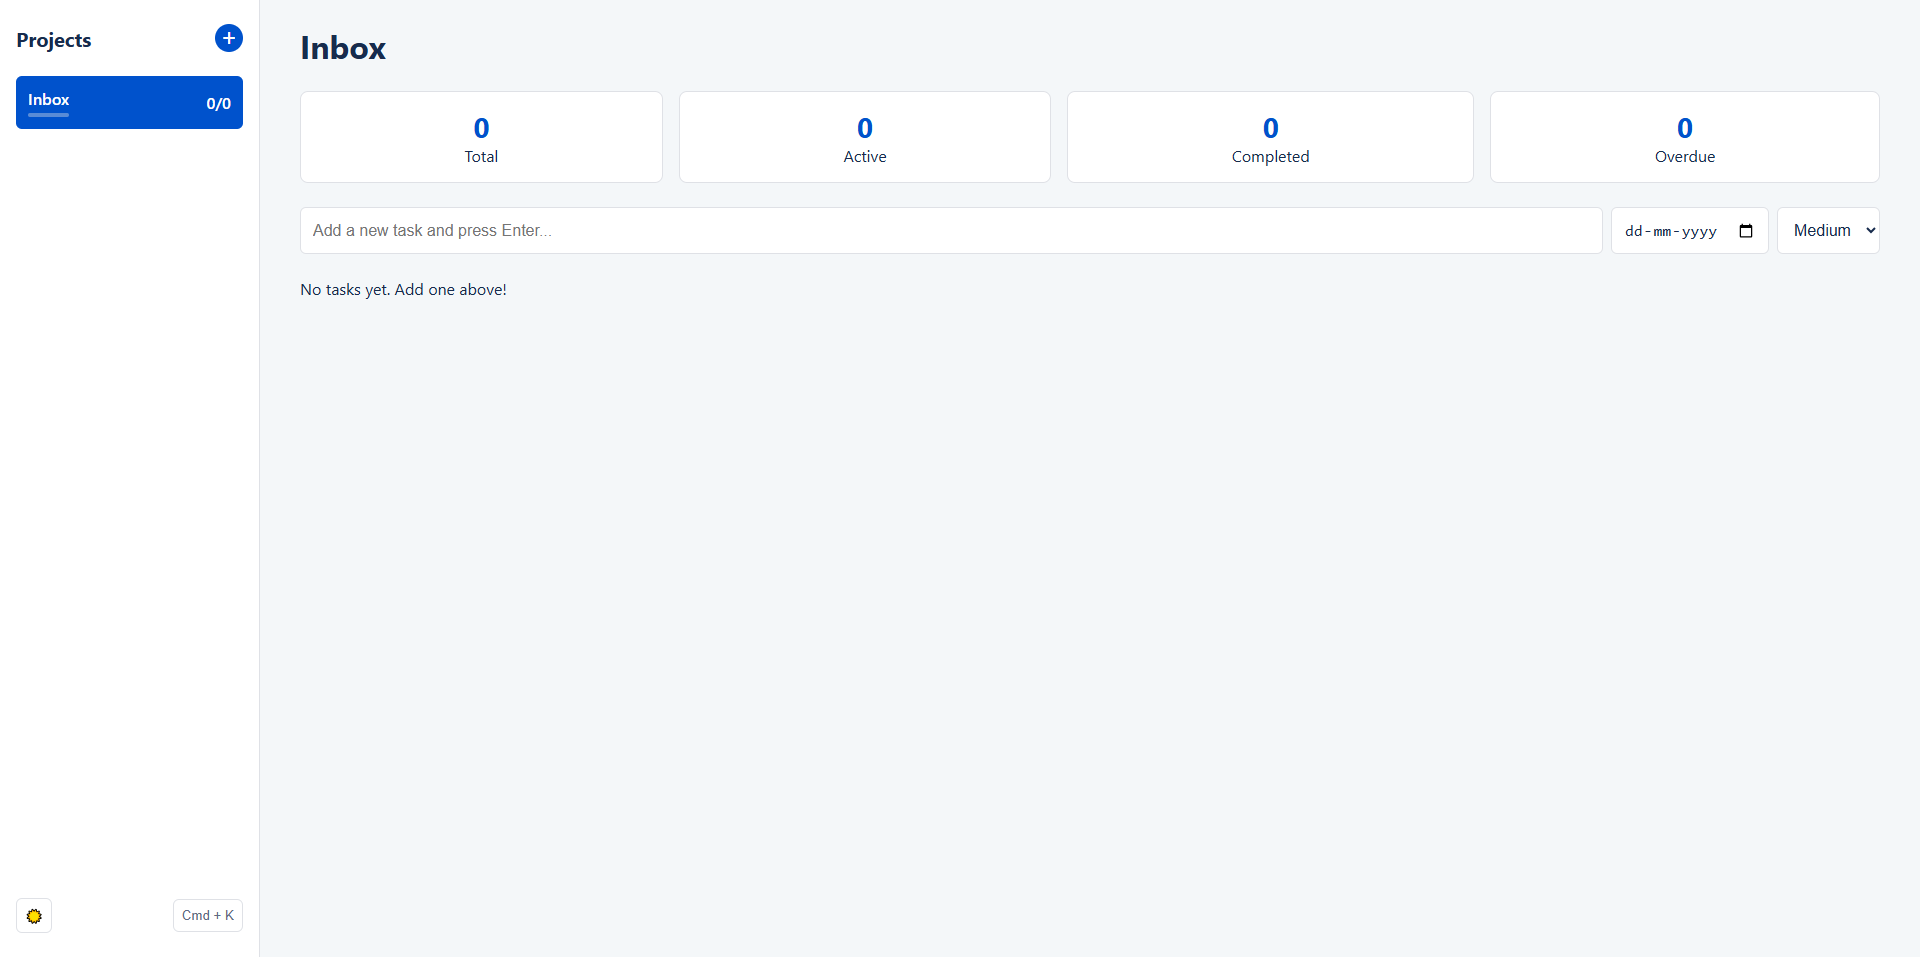 Projects
+
Inbox
0/0
Inbox
0
Total
0
Active
0
Completed
0
Overdue
Add a new task and press Enter...
dd-mm-yyyy
Medium
No tasks yet. Add one above!
Cmd + K